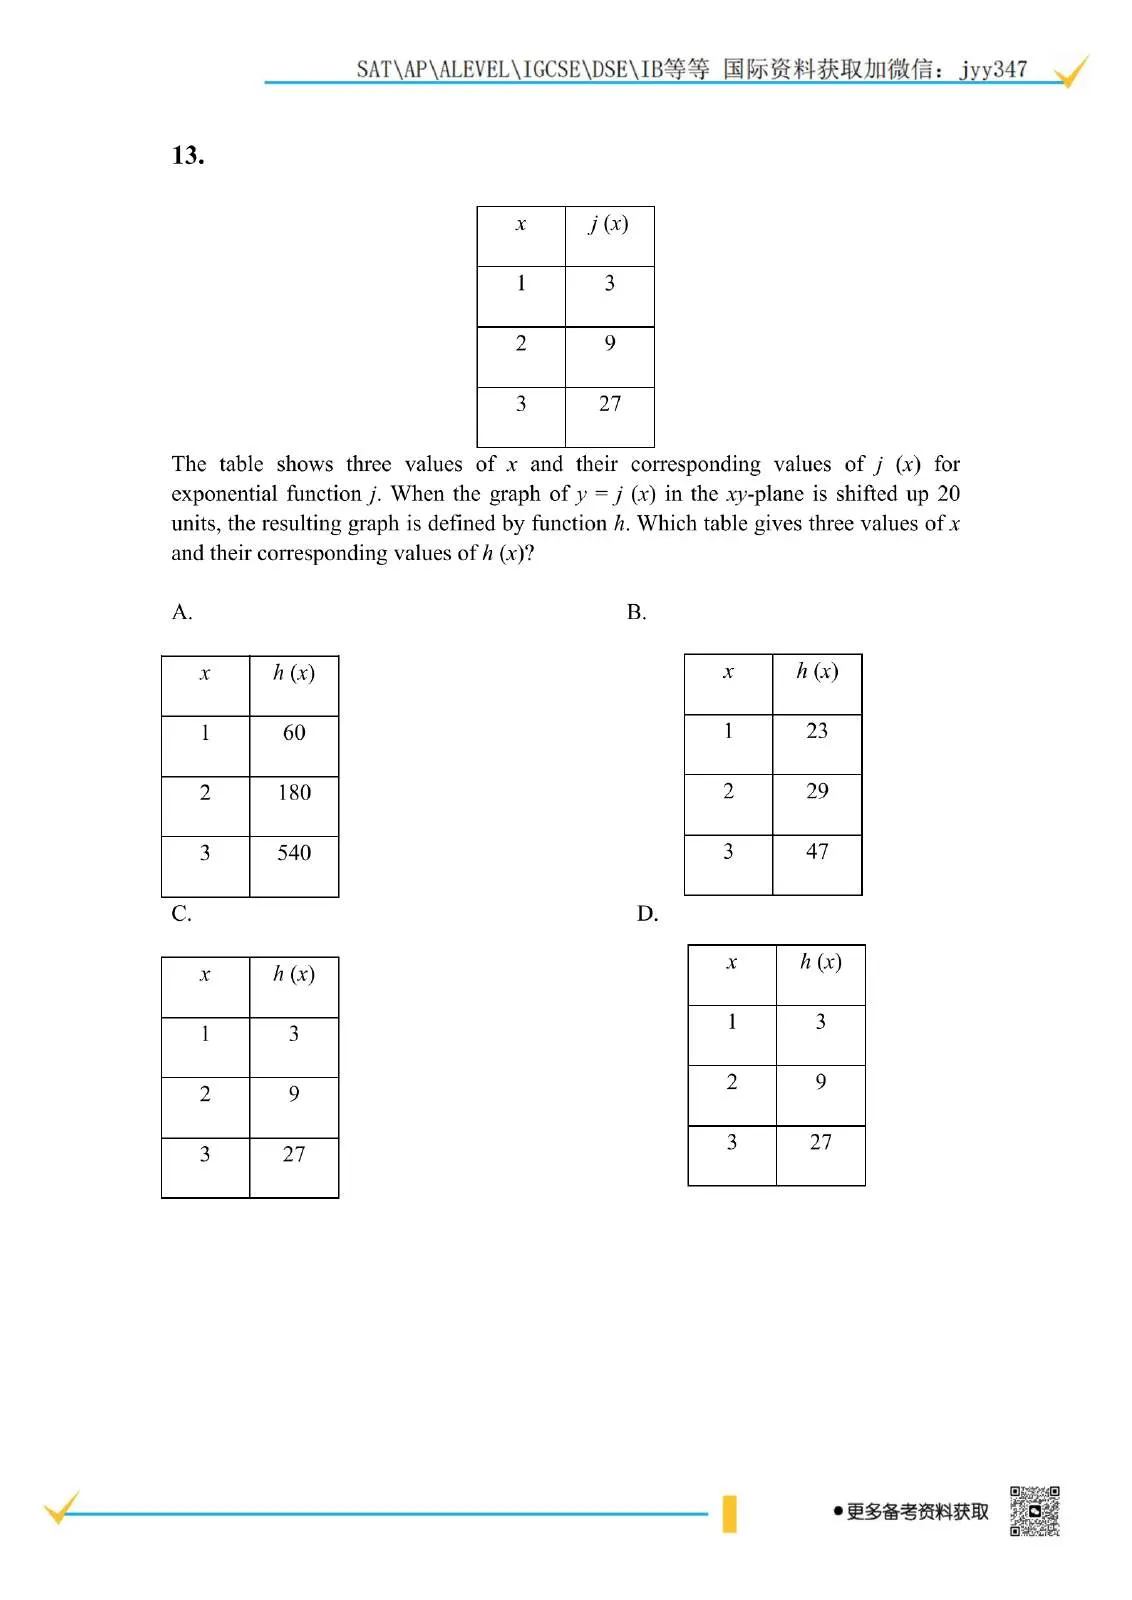 SAT\AP\ALEVEL\IGCSE\DSE\IB等等 国际资料获取加微信：jyy347
13.
x j (x)
1 3
2 9
3 27
The table shows three values of x and their corresponding values of j (x) for
exponential function j. When the graph of y = j (x) in the xy-plane is shifted up 20
units, the resulting graph is defined by function h. Which table gives three values of x
and their corresponding values of h (x)?
A.
x h (x)
1 60
2 180
3 540
B.
x h (x)
1 23
2 29
3 47
C.
x h (x)
1 3
2 9
3 27
D.
x h (x)
1 3
2 9
3 27
●更多备考资料获取